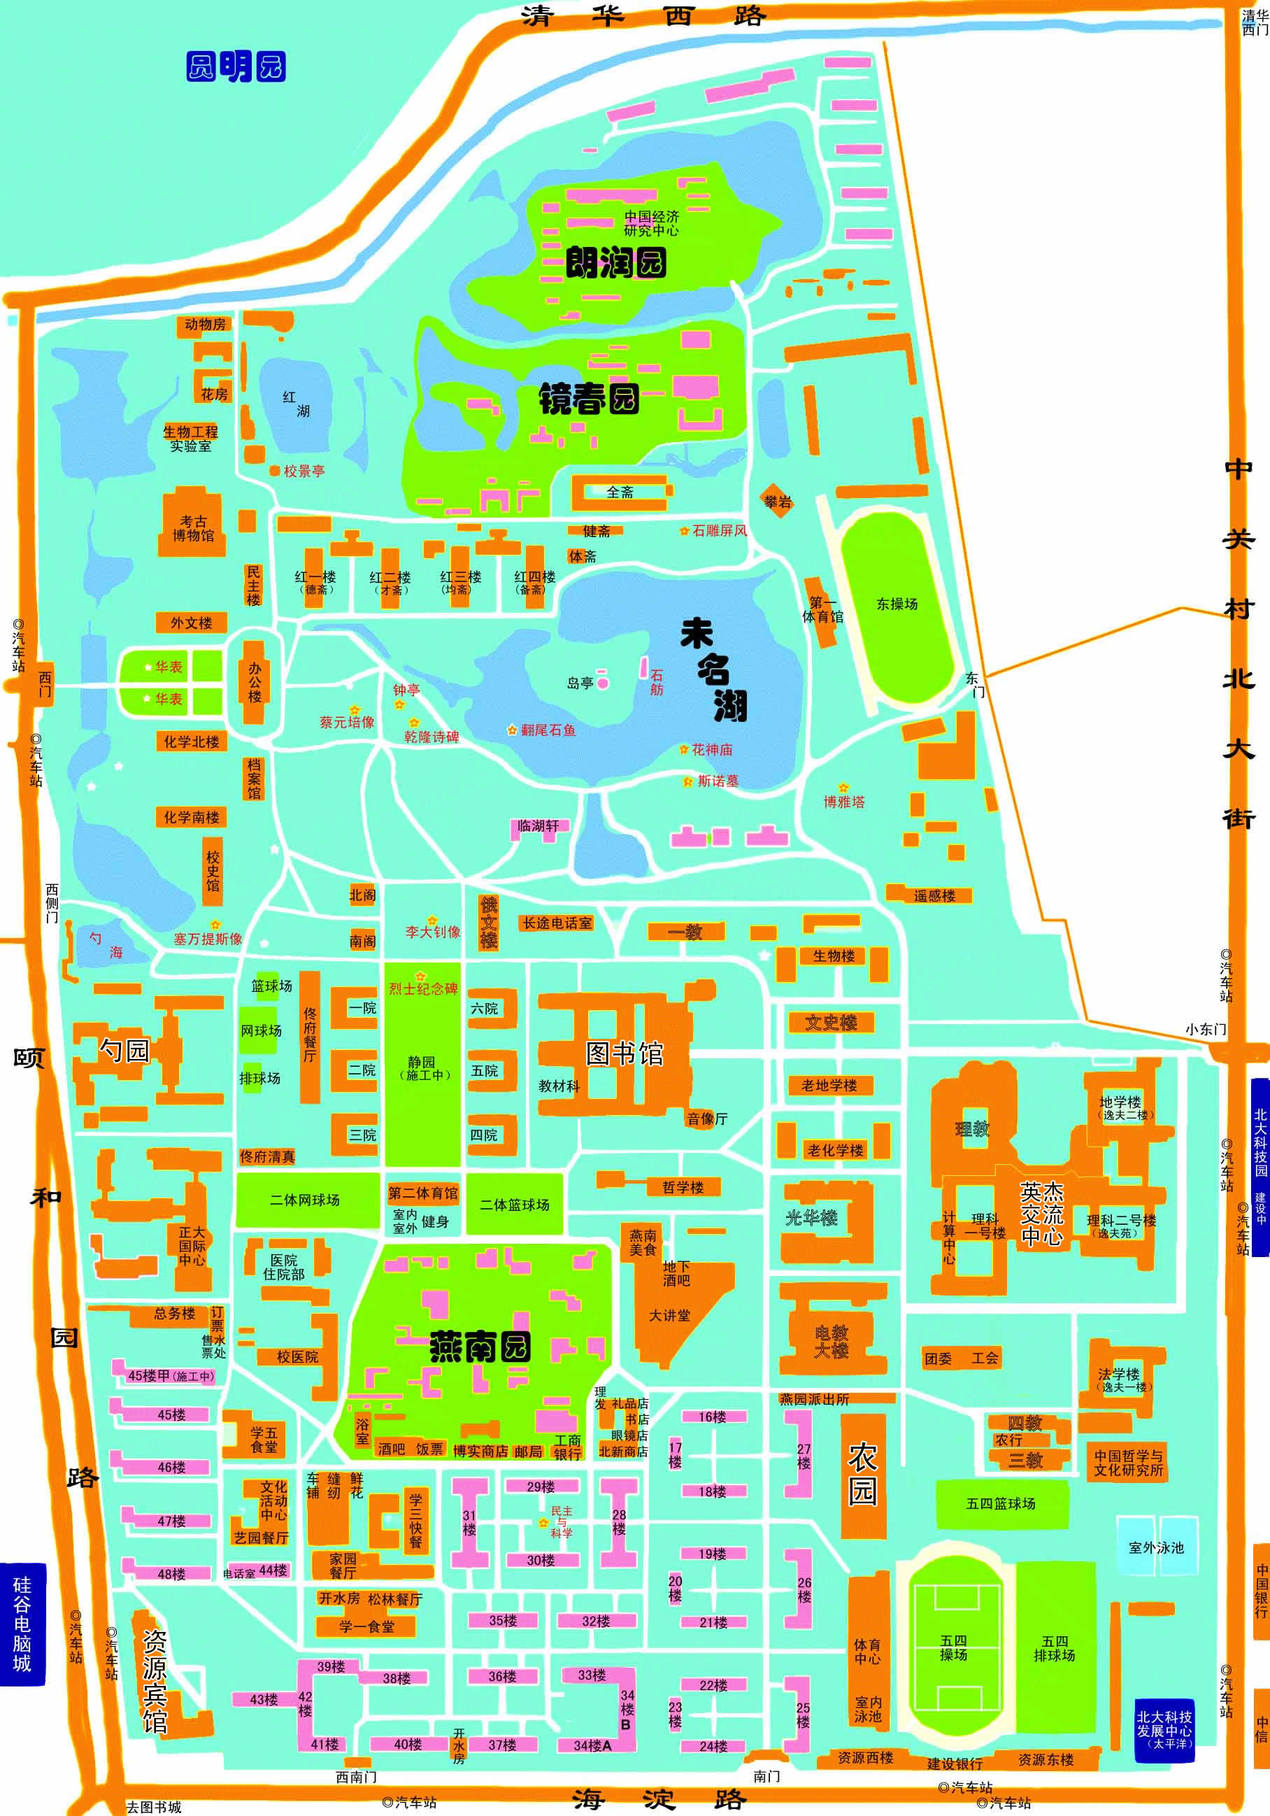 清华西路
清华
西门
圆明园
中国经济
研究中心
朗润园
动物房
花房
红
湖
镜春园
生物工程
实验室
校景亭
中关村北大街
考古
博物馆
全斋
攀岩
健斋
石雕屏风
体斋
民主楼
红一楼
(德斋)
红二楼
(才斋)
红三楼
(均斋)
红四楼
(备斋)
第一
体育馆
东操场
外文楼
◎汽车站
西门
华表
华表
办公楼
未名湖
岛亭
石舫
钟亭
蔡元培像
乾隆诗碑
翻尾石鱼
花神庙
斯诺墓
东门
◎汽车站
化学北楼
档案馆
博雅塔
化学南楼
临湖轩
校史馆
西侧门
北阁
南阁
俄文楼
李大钊像
长途电话室
一教
遥感楼
勺
海
塞万提斯像
生物楼
◎汽车站
烈士纪念碑
篮球场
网球场
排球场
佟府餐厅
一院
二院
三院
六院
五院
四院
静园
(施工中)
图书馆
教材科
音像厅
文史楼
老地学楼
老化学楼
小东门
颐和园路
勺园
理教
地学楼
(逸夫二楼)
北大科技园 建设中
◎汽车站
◎汽车站
佟府清真
二体网球场
第二体育馆
室内
室外
健身
二体篮球场
哲学楼
光华楼
计算中心
理科
一号楼
英杰
交流
中心
理科二号楼
(逸夫苑)
正大
国际
中心
医院
住院部
燕南
美食
地下
酒吧
大讲堂
总务楼
订票
售水
票处
燕南园
电教
大楼
校医院
45楼甲(施工中)
团委
工会
法学楼
(逸夫一楼)
燕园派出所
理发
礼品店
书店
眼镜店
北新商店
45楼
浴室
酒吧
饭票
博实商店
邮局
工商
银行
16楼
17楼
18楼
27楼
农园
四教
农行
三教
中国哲学与
文化研究所
学五
食堂
46楼
文化
活动
中心
艺园餐厅
车铺
缝纫
鲜花
学三快餐
31楼
29楼
民主
与
科学
28楼
30楼
五四篮球场
47楼
48楼
电话室
44楼
家园
餐厅
19楼
20楼
21楼
26楼
室外泳池
中国银行
硅谷电脑城
开水房
松林餐厅
学一食堂
35楼
32楼
◎汽车站
◎汽车站
资源宾馆
体育
中心
室内
泳池
五四
操场
五四
排球场
39楼
38楼
36楼
33楼
34楼B
43楼
42楼
41楼
40楼
开水房
37楼
34楼A
22楼
23楼
24楼
25楼
◎汽车站
北大科技
发展中心
(太平洋)
中信
资源西楼
建设银行
资源东楼
西南门
南门
◎汽车站
去图书城
◎汽车站
海淀路
◎汽车站